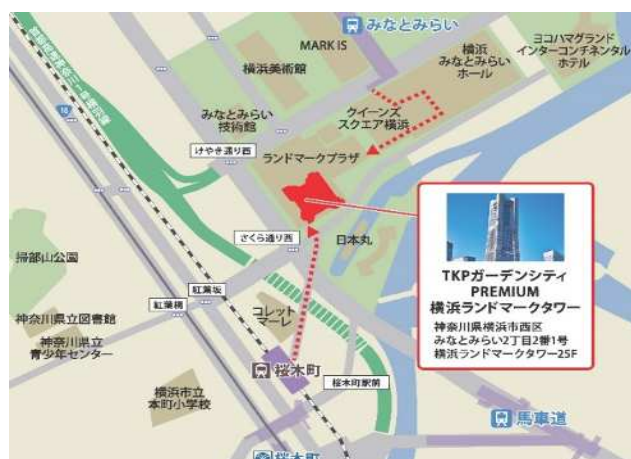 みなとみらい
MARK IS
横浜美術館
横浜
みなとみらい
ホール
ヨコハマグランド
インターコンチネンタル
ホテル
みなとみらい
技術館
クイーンズ
スクエア横浜
けやき通り西
ランドマークプラザ
さくら通り西
日本丸
TKPガーデンシティ
PREMIUM
横浜ランドマークタワー
神奈川県横浜市西区
みなとみらい2丁目2番1号
横浜ランドマークタワー25F
掃部山公園
紅葉坂
紅葉橋
神奈川県立図書館
神奈川県立
青少年センター
コレット
マーレ
桜木町
桜木町駅前
横浜市立
本町小学校
馬車道
桜木町
16